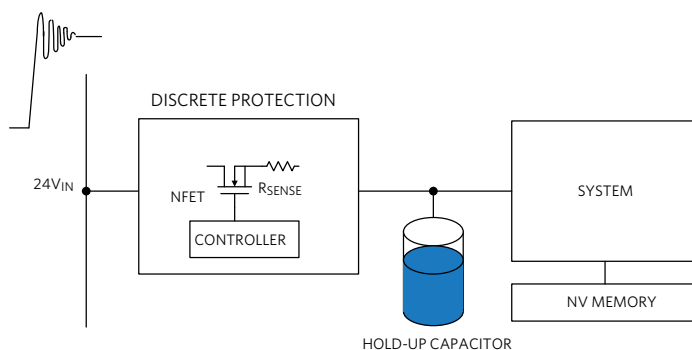 DISCRETE PROTECTION
24VIN
NFET
RSENSE
CONTROLLER
SYSTEM
NV MEMORY
HOLD-UP CAPACITOR